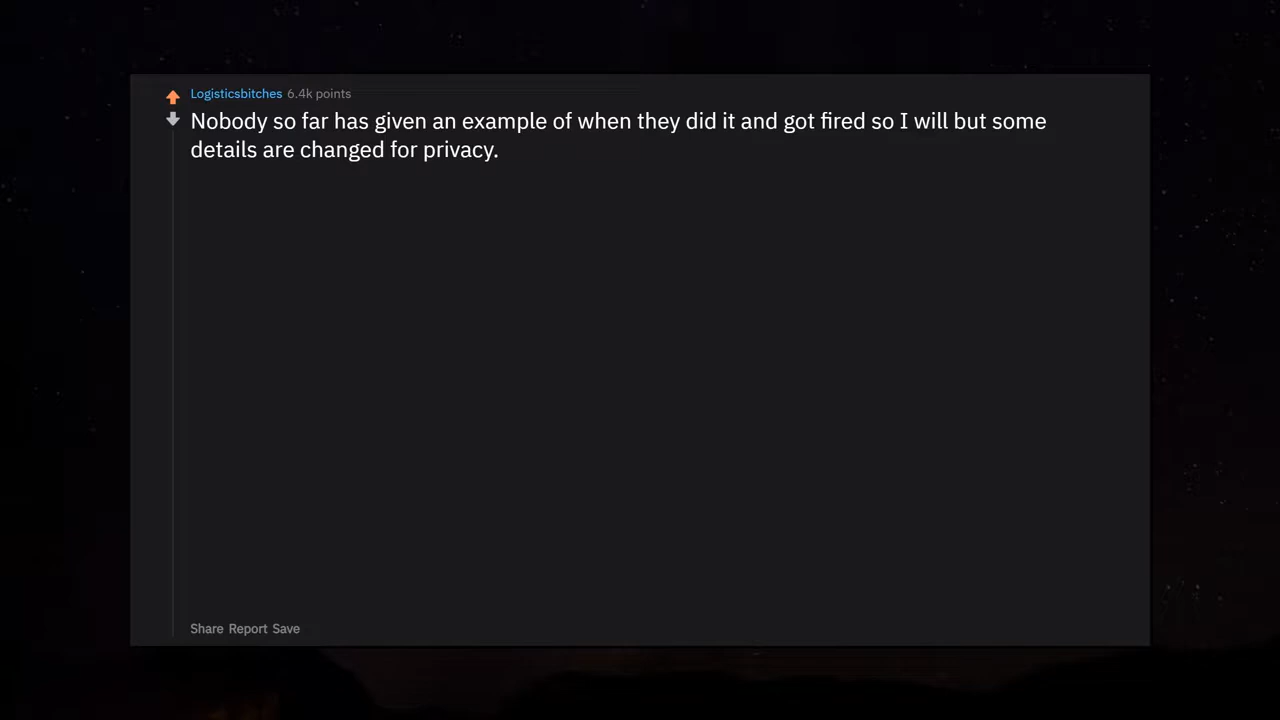 Logisticsbitches 6.4k points
Nobody so far has given an example of when they did it and got fired so I will but some
details are changed for privacy.
Share Report Save